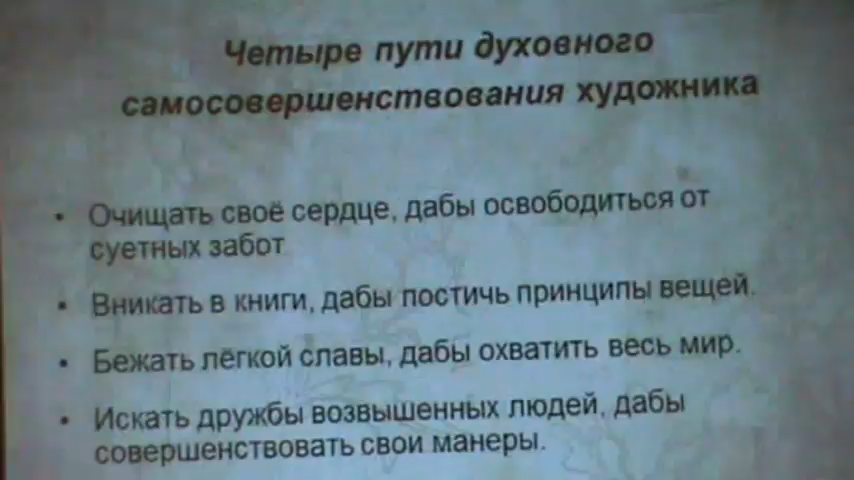 Четыре пути духовного
самосовершенствования художника
• Очищать своё сердце, дабы освободиться от
суетных забот
• Вникать в книги, дабы постичь принципы вещей.
• Бежать лёгкой славы, дабы охватить весь мир.
• Искать дружбы возвышенных людей, дабы
совершенствовать свои манеры.